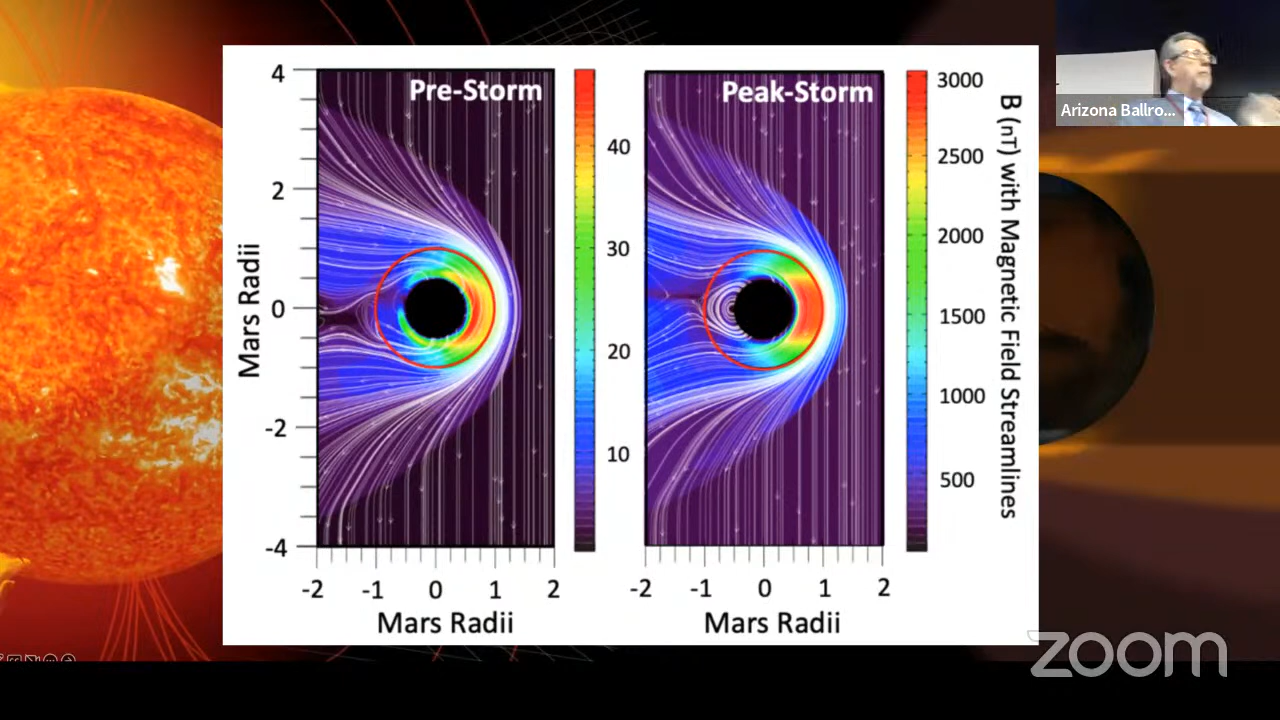 Pre-Storm
Peak-Storm
4
2
0
-2
-4
Mars Radii
-2 -1 0 1 2
Mars Radii
40
30
20
10
-2 -1 0 1 2
Mars Radii
3000
2500
2000
1500
1000
500
B (nT) with Magnetic Field Streamlines
Arizona Ballro...
zoom